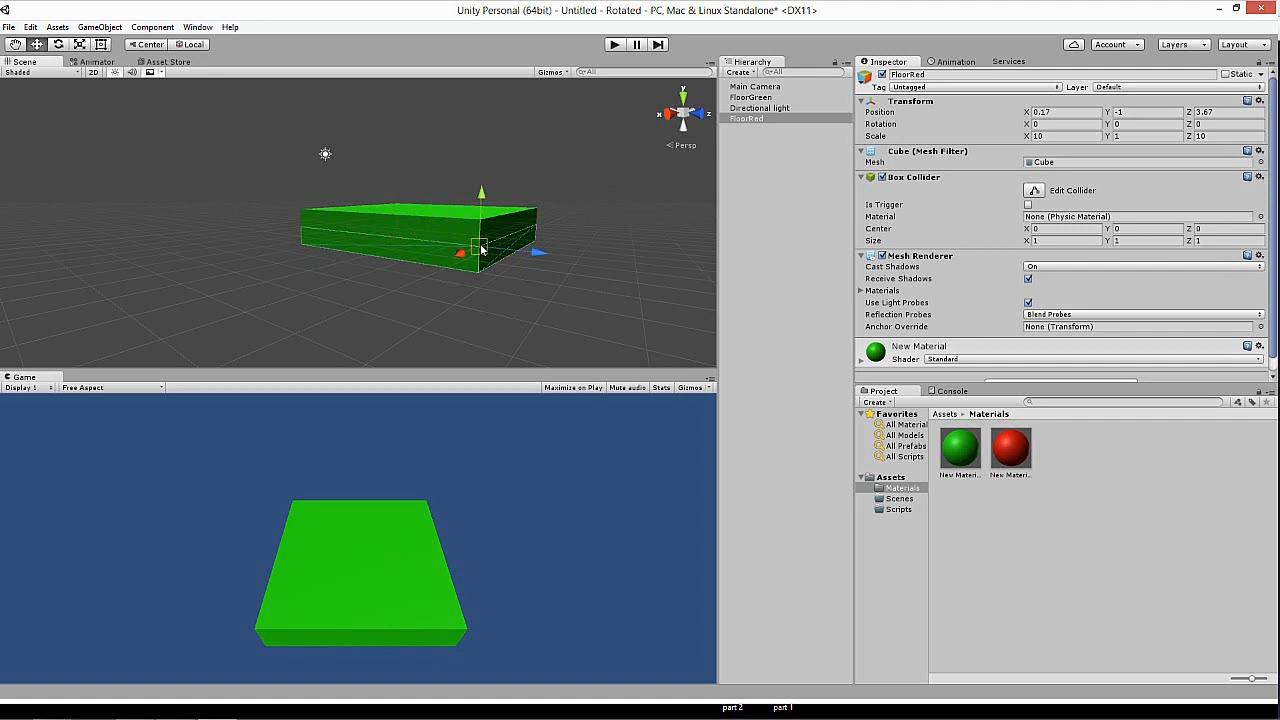 Unity Personal (64bit) - Untitled - Rotated - PC, Mac & Linux Standalone* <DX11>
File Edit Assets GameObject Component Window Help
Center Local Account Layers Layout
Scene Animator Asset Store
Shaded 2D Gizmos All
y
x z
Persp
Game
Display 1 Free Aspect Maximize on Play Mute audio Stats Gizmos
Hierarchy
Create All
Main Camera
FloorGreen
Directional light
FloorRed
Inspector Animation Services
FloorRed Static
Tag Untagged Layer Default
Transform
Position X 0.17 Y -1 Z 3.67
Rotation X 0 Y 0 Z 0
Scale X 10 Y 1 Z 10
Cube (Mesh Filter)
Mesh Cube
Box Collider
Edit Collider
Is Trigger
Material None (Physic Material)
Center X 0 Y 0 Z 0
Size X 1 Y 1 Z 1
Mesh Renderer
Cast Shadows On
Receive Shadows
Materials
Use Light Probes
Reflection Probes Blend Probes
Anchor Override None (Transform)
New Material
Shader Standard
Project Console
Create
Favorites
All Material
All Models
All Prefabs
All Scripts
Assets
Materials
Scenes
Scripts
Assets Materials
New Materi... New Materi...
part 2 part 1